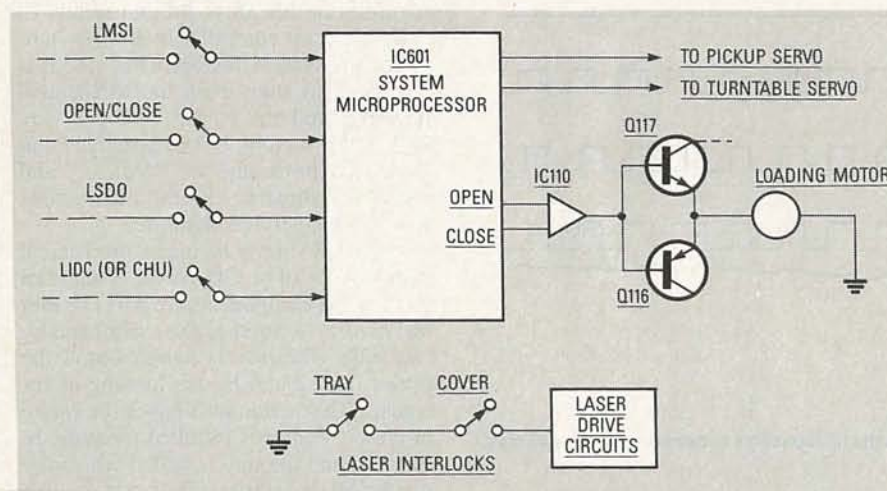 LMSI
OPEN/CLOSE
LSDO
LIDC (OR CHU)
IC601
SYSTEM
MICROPROCESSOR
OPEN
CLOSE
TO PICKUP SERVO
TO TURNTABLE SERVO
IC110
Q117
Q116
LOADING MOTOR
TRAY
COVER
LASER INTERLOCKS
LASER
DRIVE
CIRCUITS